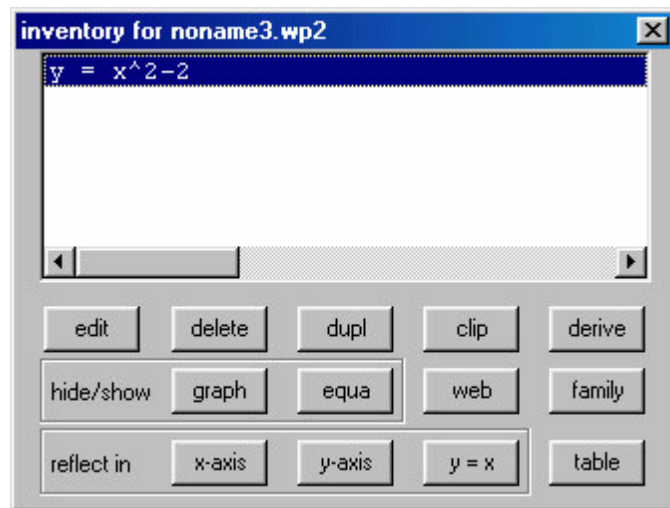 inventory for noname3.wp2
y = x^2-2
edit delete dupl clip derive
hide/show graph equa web family
reflect in x-axis y-axis y = x table